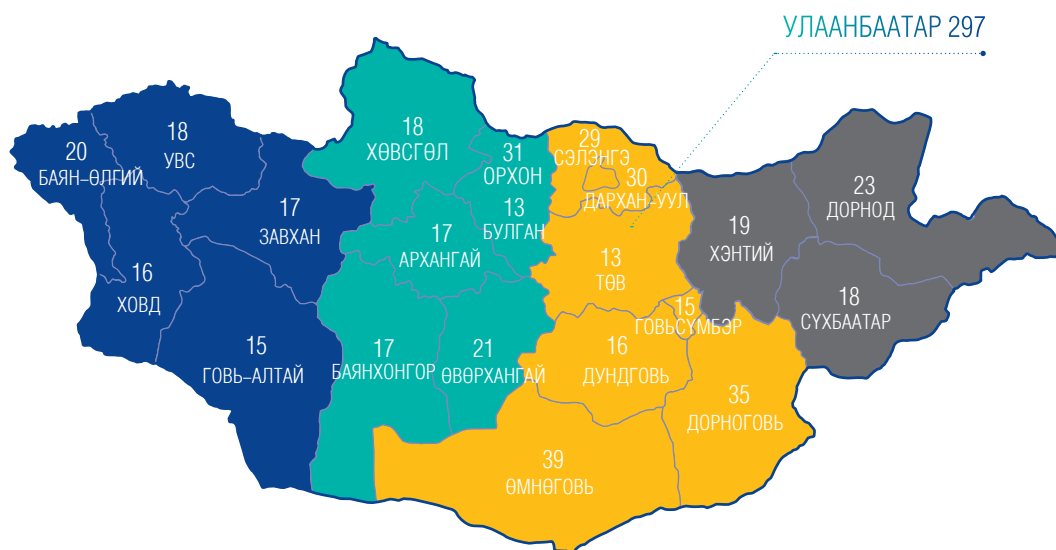 УЛААНБААТАР 297
20
БАЯН-ӨЛГИЙ
18
УВС
17
ЗАВХАН
16
ХОВД
15
ГОВЬ-АЛТАЙ
18
ХӨВСГӨЛ
31
ОРХОН
13
БУЛГАН
17
АРХАНГАЙ
17
БАЯНХОНГОР
21
ӨВӨРХАНГАЙ
29
СЭЛЭНГЭ
30
ДАРХАН-УУЛ
13
ТӨВ
15
ГОВЬСҮМБЭР
16
ДУНДГОВЬ
35
ДОРНОГОВЬ
39
ӨМНӨГОВЬ
19
ХЭНТИЙ
23
ДОРНОД
18
СҮХБААТАР